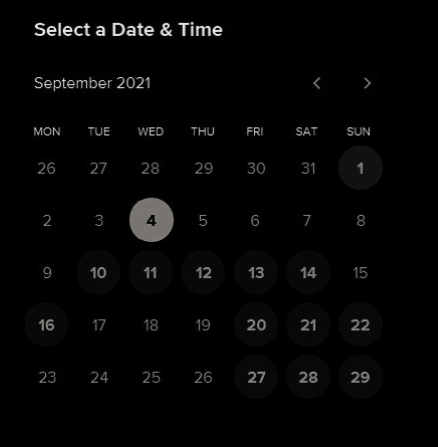 Select a Date & Time
September 2021
MON TUE WED THU FRI SAT SUN
26 27 28 29 30 31 1
2 3 4 5 6 7 8
9 10 11 12 13 14 15
16 17 18 19 20 21 22
23 24 25 26 27 28 29